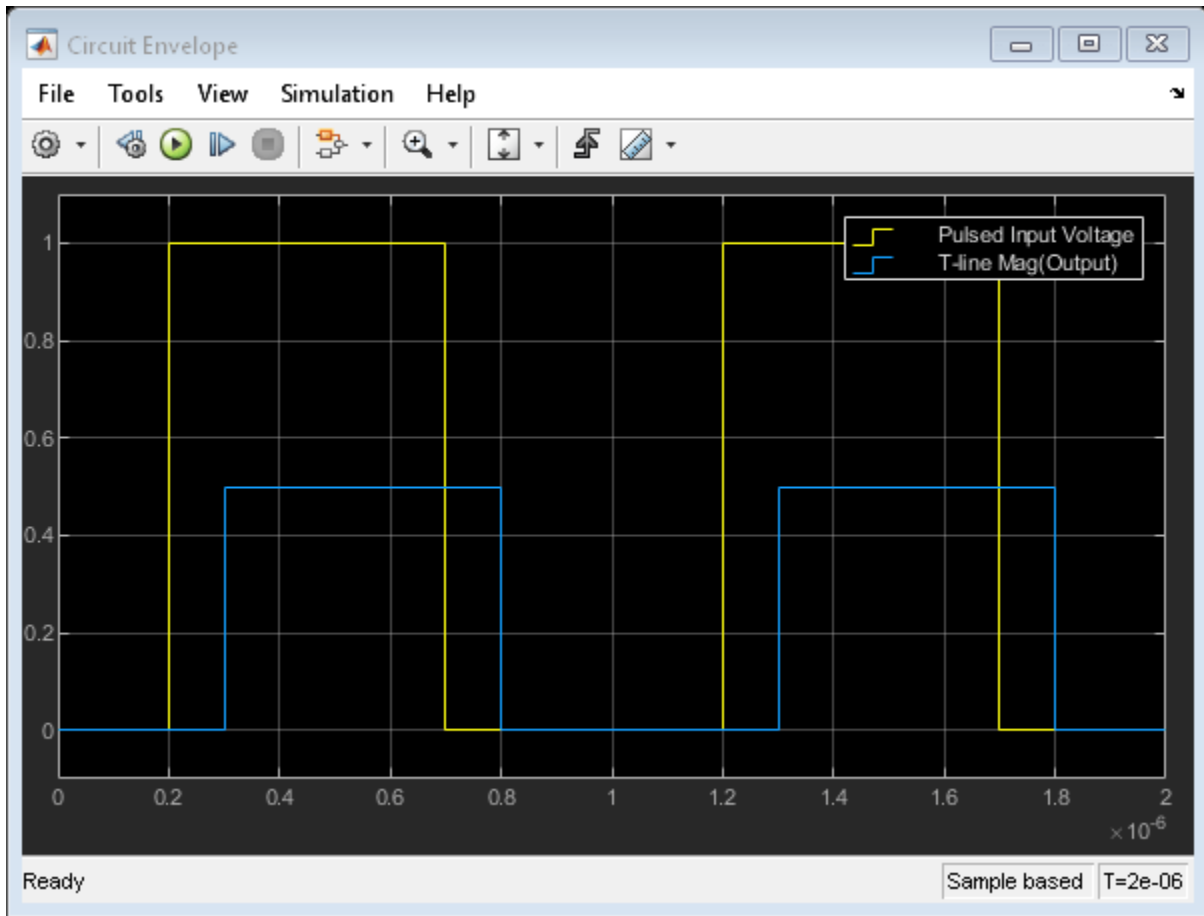 Circuit Envelope
File Tools View Simulation Help
Pulsed Input Voltage
T-line Mag(Output)
1
0.8
0.6
0.4
0.2
0
0 0.2 0.4 0.6 0.8 1 1.2 1.4 1.6 1.8 2
×10⁻⁶
Ready Sample based T=2e-06